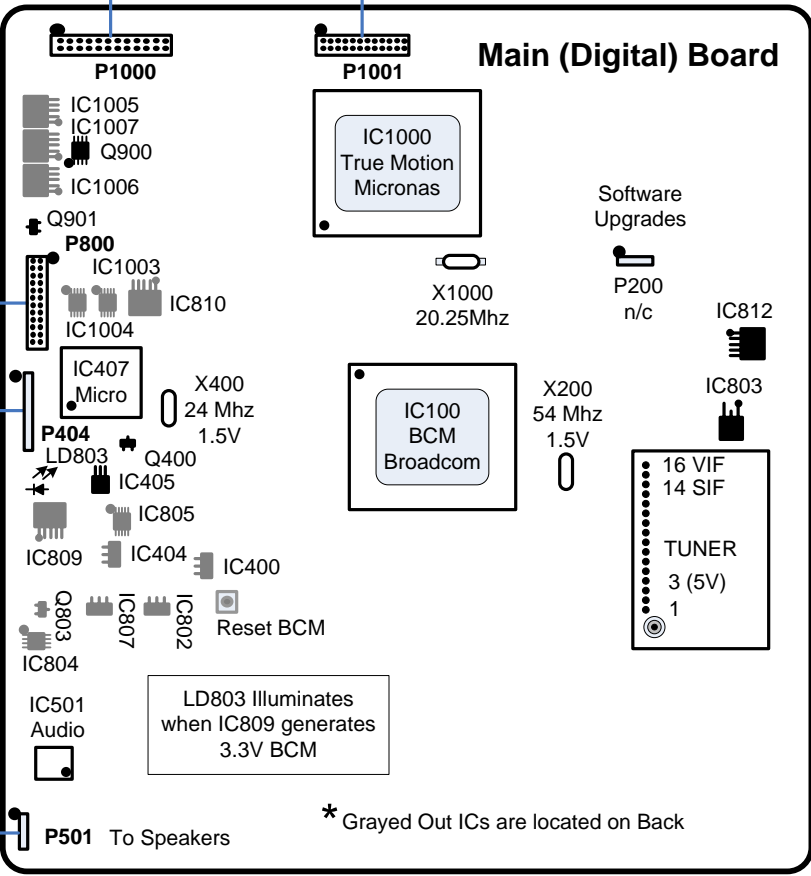 Main (Digital) Board
P1000
P1001
IC1005
IC1007
Q900
IC1006
IC1000
True Motion
Micronas
Q901
P800
IC1003
IC810
IC1004
X1000
20.25Mhz
Software
Upgrades
P200
n/c
IC812
IC407
Micro
X400
24 Mhz
1.5V
IC100
BCM
Broadcom
X200
54 Mhz
1.5V
IC803
P404
LD803
Q400
IC405
IC805
IC809
IC404
IC400
16 VIF
14 SIF
TUNER
3 (5V)
1
Q803
IC807
IC802
Reset BCM
IC804
IC501
Audio
LD803 Illuminates
when IC809 generates
3.3V BCM
P501 To Speakers
* Grayed Out ICs are located on Back